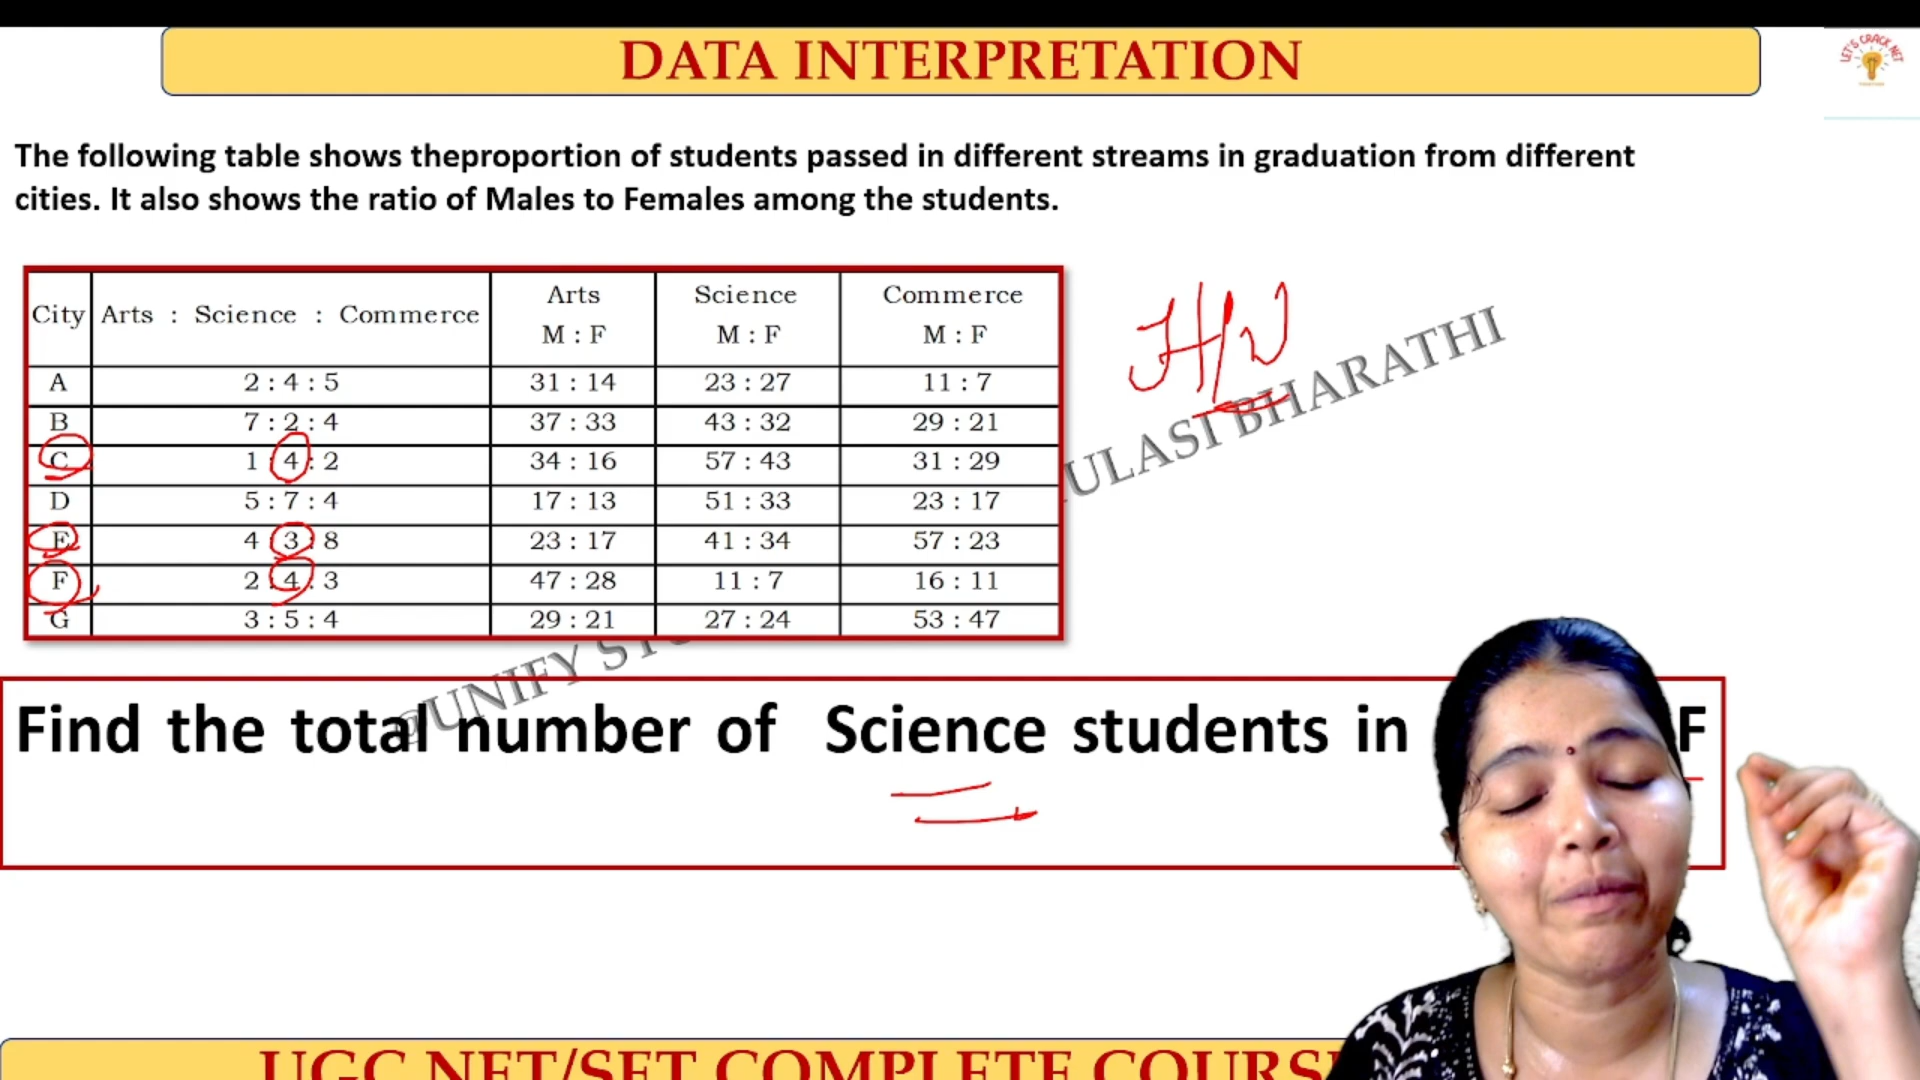 DATA INTERPRETATION
LET'S CRACK NET
The following table shows theproportion of students passed in different streams in graduation from different
cities. It also shows the ratio of Males to Females among the students.
City Arts : Science : Commerce Arts M : F Science M : F Commerce M : F
A 2 : 4 : 5 31 : 14 23 : 27 11 : 7
B 7 : 2 : 4 37 : 33 43 : 32 29 : 21
C 1 : 4 : 2 34 : 16 57 : 43 31 : 29
D 5 : 7 : 4 17 : 13 51 : 33 23 : 17
E 4 : 3 : 8 23 : 17 41 : 34 57 : 23
F 2 : 4 : 3 47 : 28 11 : 7 16 : 11
G 3 : 5 : 4 29 : 21 27 : 24 53 : 47
H/W
ULASI BHARATHI
@UNIFY
Find the total number of Science students in F
UGC NET/SET COMPLETE